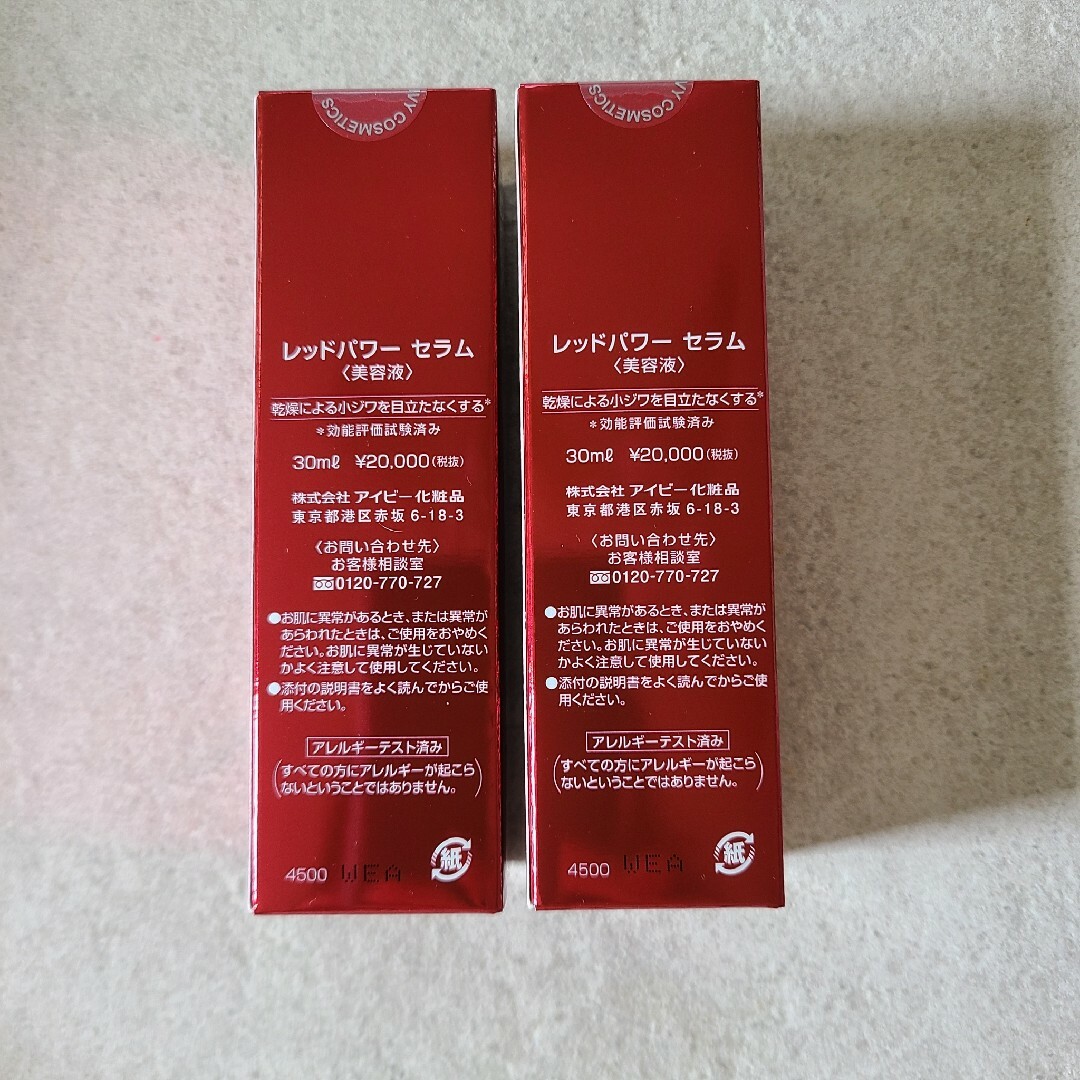 IVY COSMETICS
レッドパワー セラム
〈美容液〉
乾燥による小ジワを目立たなくする*
*効能評価試験済み
30mℓ ¥20,000(税抜)
株式会社 アイビー化粧品
東京都港区赤坂 6-18-3
〈お問い合わせ先〉
お客様相談室
0120-770-727
●お肌に異常があるとき、または異常が
あらわれたときは、ご使用をおやめく
ださい。お肌に異常が生じていない
かよく注意して使用してください。
●添付の説明書をよく読んでからご使
用ください。
アレルギーテスト済み
(すべての方にアレルギーが起こら
ないということではありません。)
4500 WEA
紙
VY COSMETICS
レッドパワー セラム
〈美容液〉
乾燥による小ジワを目立たなくする*
*効能評価試験済み
30mℓ ¥20,000(税抜)
株式会社 アイビー化粧品
東京都港区赤坂 6-18-3
〈お問い合わせ先〉
お客様相談室
0120-770-727
●お肌に異常があるとき、または異常が
あらわれたときは、ご使用をおやめく
ださい。お肌に異常が生じていない
かよく注意して使用してください。
●添付の説明書をよく読んでからご使
用ください。
アレルギーテスト済み
(すべての方にアレルギーが起こら
ないということではありません。)
4500 WEA
紙